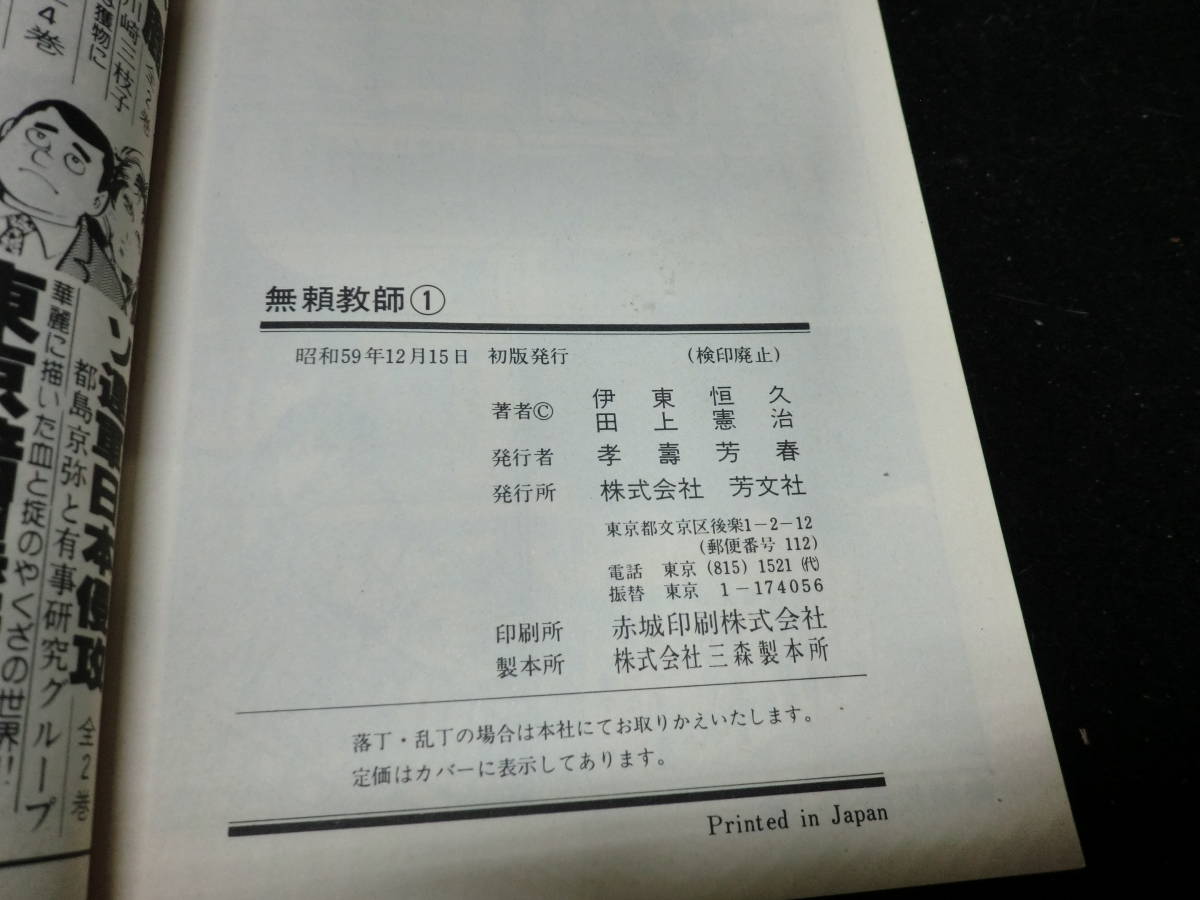 無頼教師①
昭和59年12月15日 初版発行 (検印廃止)
著者© 伊東恒久
田上憲治
発行者 孝壽芳春
発行所 株式会社 芳文社
東京都文京区後楽1-2-12
(郵便番号 112)
電話 東京 (815) 1521 (代)
振替 東京 1-174056
印刷所 赤城印刷株式会社
製本所 株式会社三森製本所
落丁・乱丁の場合は本社にてお取りかえいたします。
定価はカバーに表示してあります。
Printed in Japan
川崎三枝子
獲物に
4巻
ソ連軍日本侵攻
都島京弥と有事研究グループ
全2巻
華麗に描いた血と掟のやくざの世界!!
東京